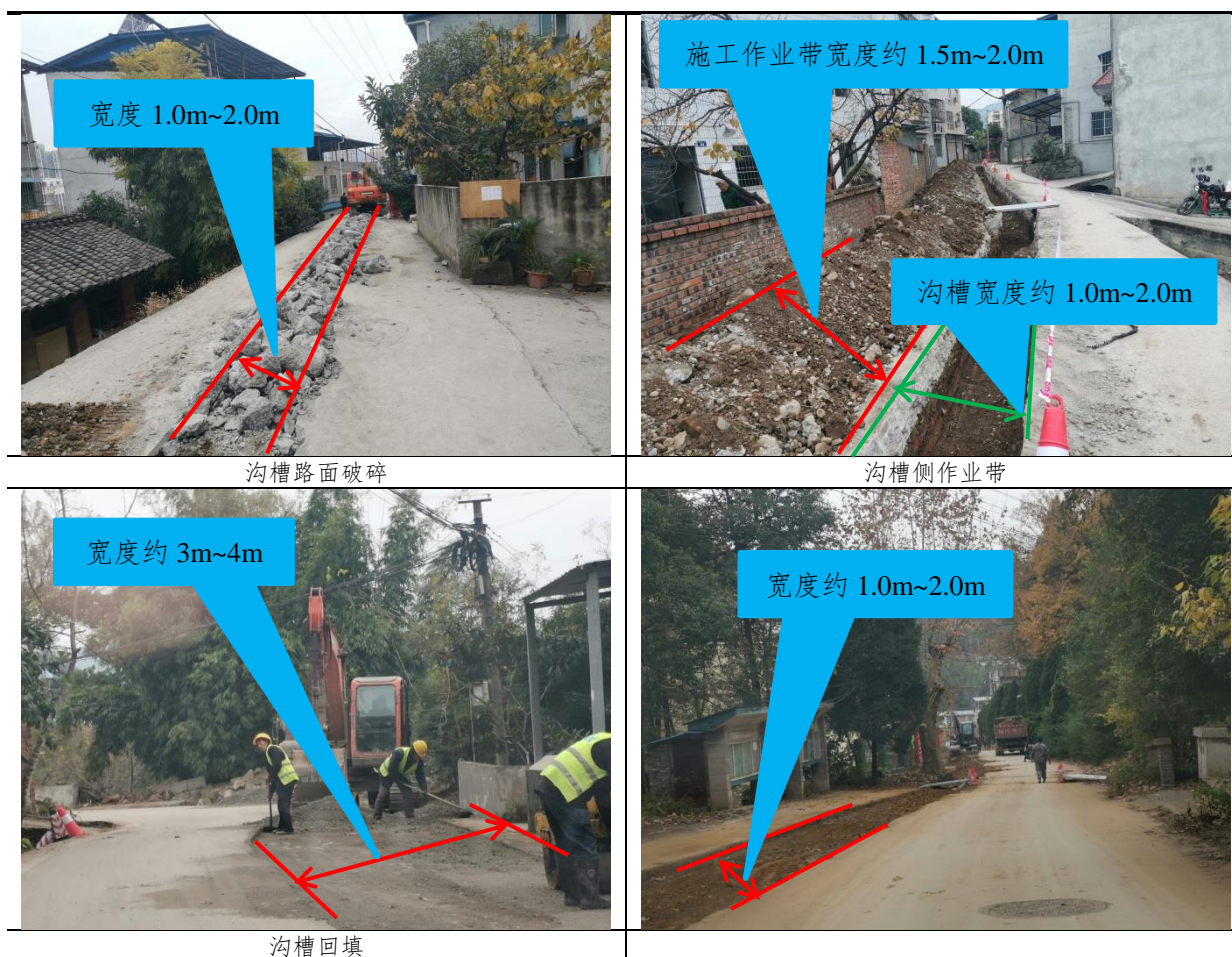 宽度 1.0m~2.0m
施工作业带宽度约 1.5m~2.0m
沟槽宽度约 1.0m~2.0m
沟槽路面破碎
沟槽侧作业带
宽度约 3m~4m
宽度约 1.0m~2.0m
沟槽回填